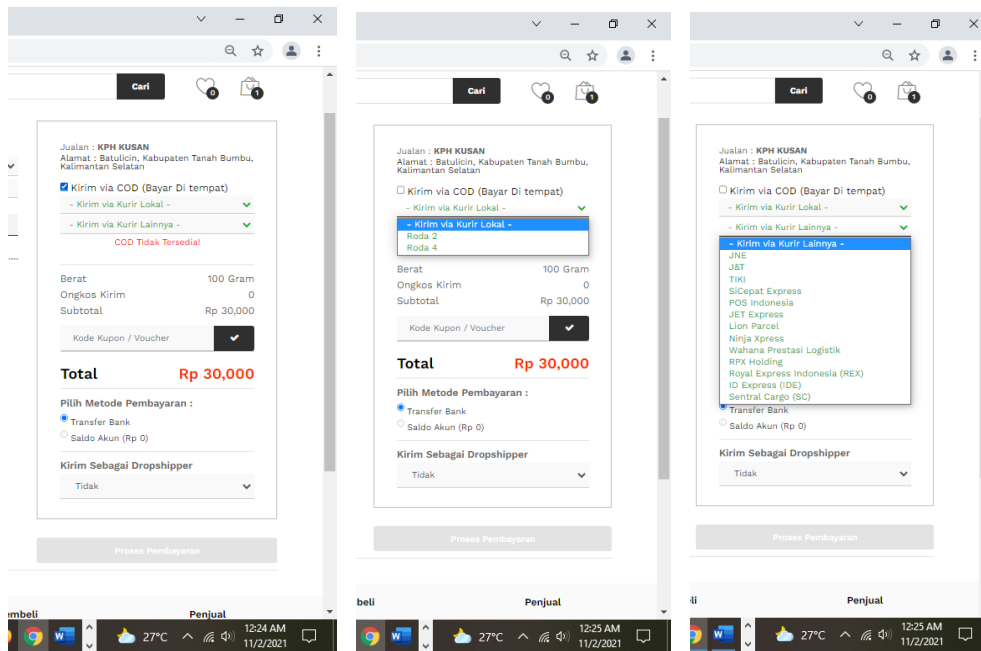 Cari
0
1
Jualan : KPH KUSAN
Alamat : Batulicin, Kabupaten Tanah Bumbu,
Kalimantan Selatan
Kirim via COD (Bayar Di tempat)
- Kirim via Kurir Lokal -
- Kirim via Kurir Lainnya -
COD Tidak Tersedia!
....
Berat 100 Gram
Ongkos Kirim 0
Subtotal Rp 30,000
Kode Kupon / Voucher
Total Rp 30,000
Pilih Metode Pembayaran :
Transfer Bank
Saldo Akun (Rp 0)
Kirim Sebagai Dropshipper
Tidak
Proses Pembayaran
embeli Penjual
27°C 12:24 AM
11/2/2021
Cari
0
1
Jualan : KPH KUSAN
Alamat : Batulicin, Kabupaten Tanah Bumbu,
Kalimantan Selatan
Kirim via COD (Bayar Di tempat)
- Kirim via Kurir Lokal -
- Kirim via Kurir Lokal -
Roda 2
Roda 4
Berat 100 Gram
Ongkos Kirim 0
Subtotal Rp 30,000
Kode Kupon / Voucher
Total Rp 30,000
Pilih Metode Pembayaran :
Transfer Bank
Saldo Akun (Rp 0)
Kirim Sebagai Dropshipper
Tidak
Proses Pembayaran
beli Penjual
27°C 12:25 AM
11/2/2021
Cari
0
1
Jualan : KPH KUSAN
Alamat : Batulicin, Kabupaten Tanah Bumbu,
Kalimantan Selatan
Kirim via COD (Bayar Di tempat)
- Kirim via Kurir Lokal -
- Kirim via Kurir Lainnya -
- Kirim via Kurir Lainnya -
JNE
J&T
TIKI
SiCepat Express
POS Indonesia
JET Express
Lion Parcel
Ninja Xpress
Wahana Prestasi Logistik
RPX Holding
Royal Express Indonesia (REX)
ID Express (IDE)
Sentral Cargo (SC)
Transfer Bank
Saldo Akun (Rp 0)
Kirim Sebagai Dropshipper
Tidak
Proses Pembayaran
li Penjual
27°C 12:25 AM
11/2/2021